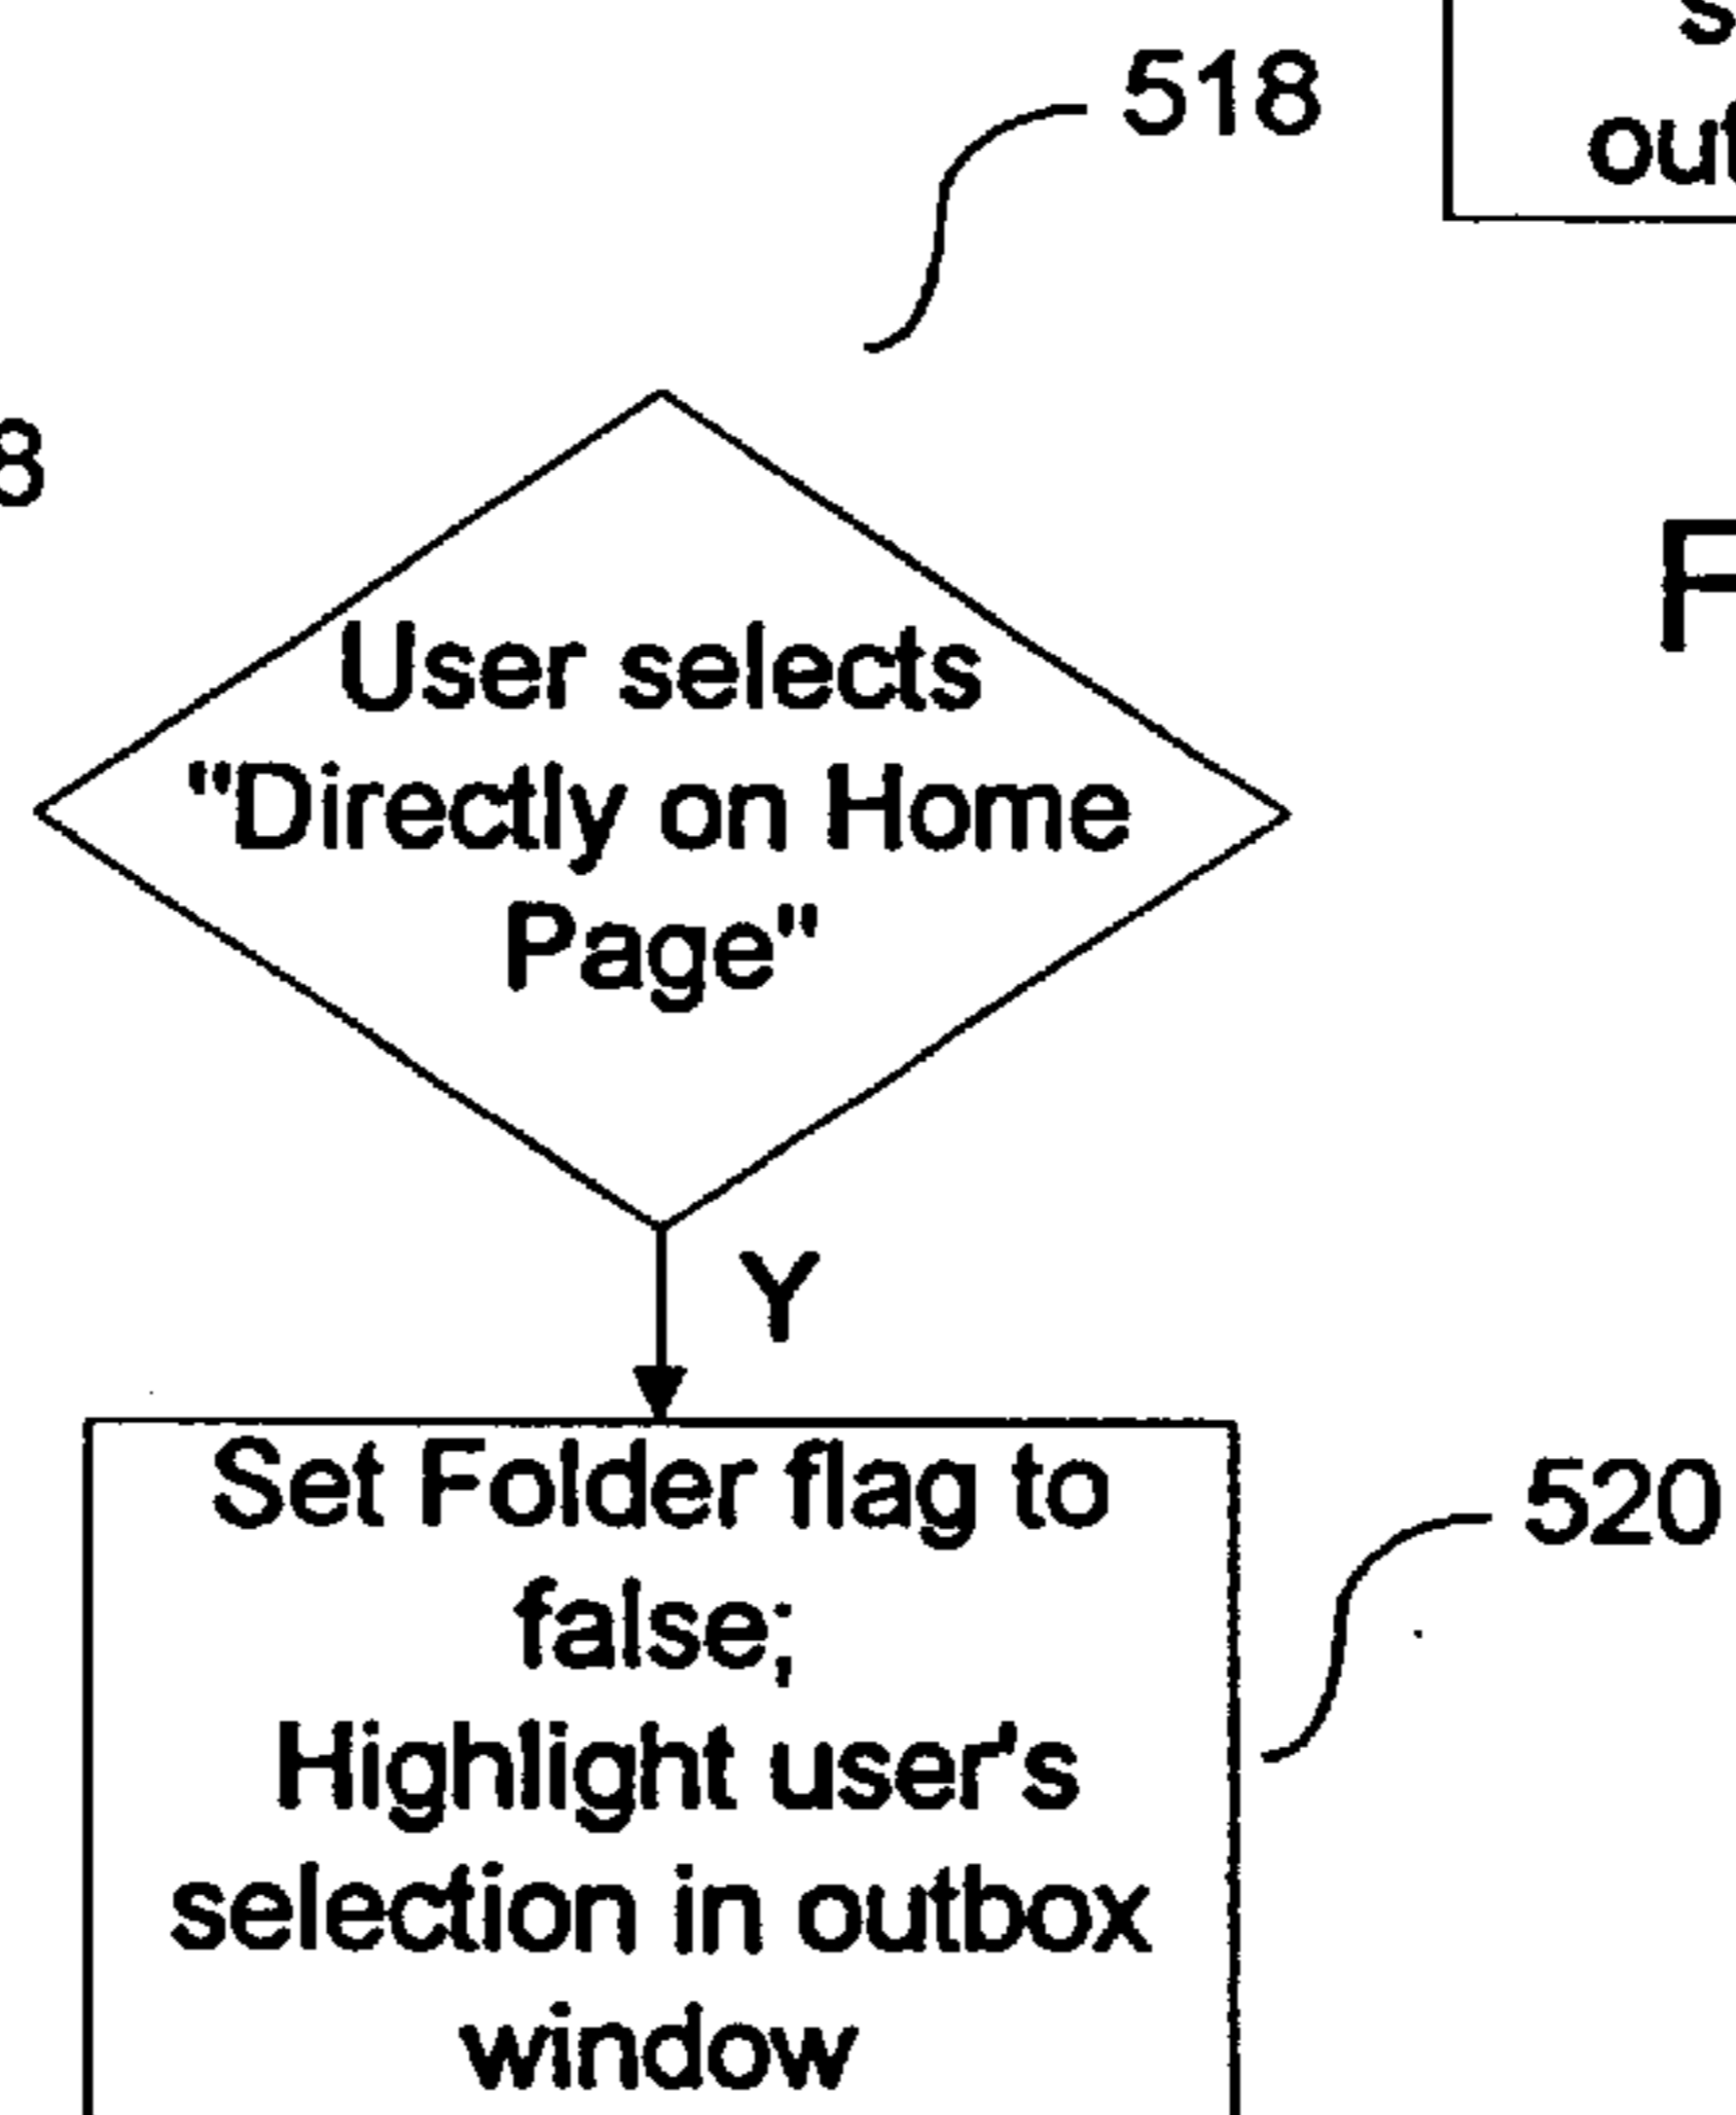 518
User selects
"Directly on Home
Page"
Y
Set Folder flag to
false;
Highlight user's
selection in outbox
window
520